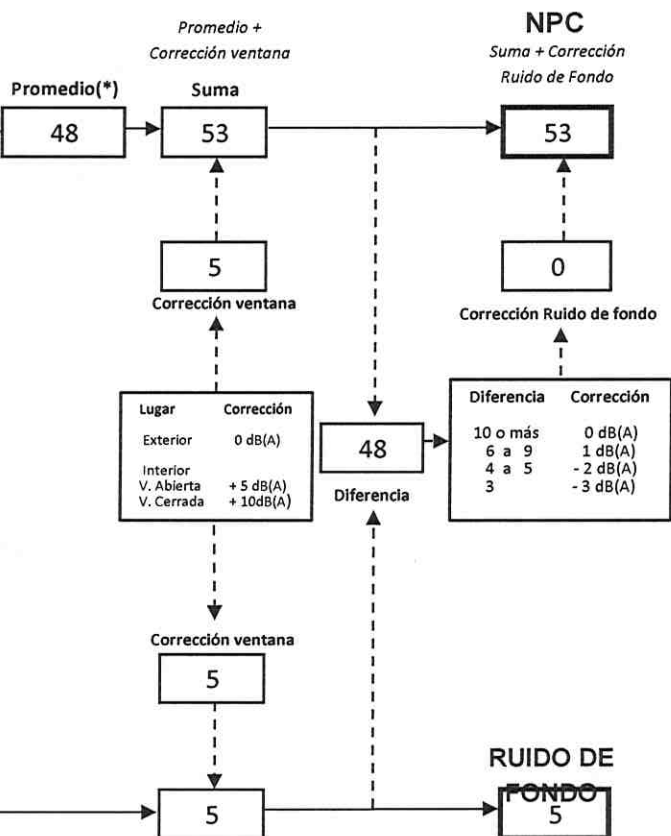 Promedio +
Corrección ventana
NPC
Suma + Corrección
Ruido de Fondo
Promedio(*)
Suma
48
53
53
5
0
Corrección ventana
Corrección Ruido de fondo
Lugar Corrección
Exterior 0 dB(A)
Interior
V. Abierta + 5 dB(A)
V. Cerrada + 10dB(A)
48
Diferencia
Diferencia Corrección
10 o más 0 dB(A)
6 a 9 1 dB(A)
4 a 5 - 2 dB(A)
3 - 3 dB(A)
Corrección ventana
5
RUIDO DE
FONDO
5
5